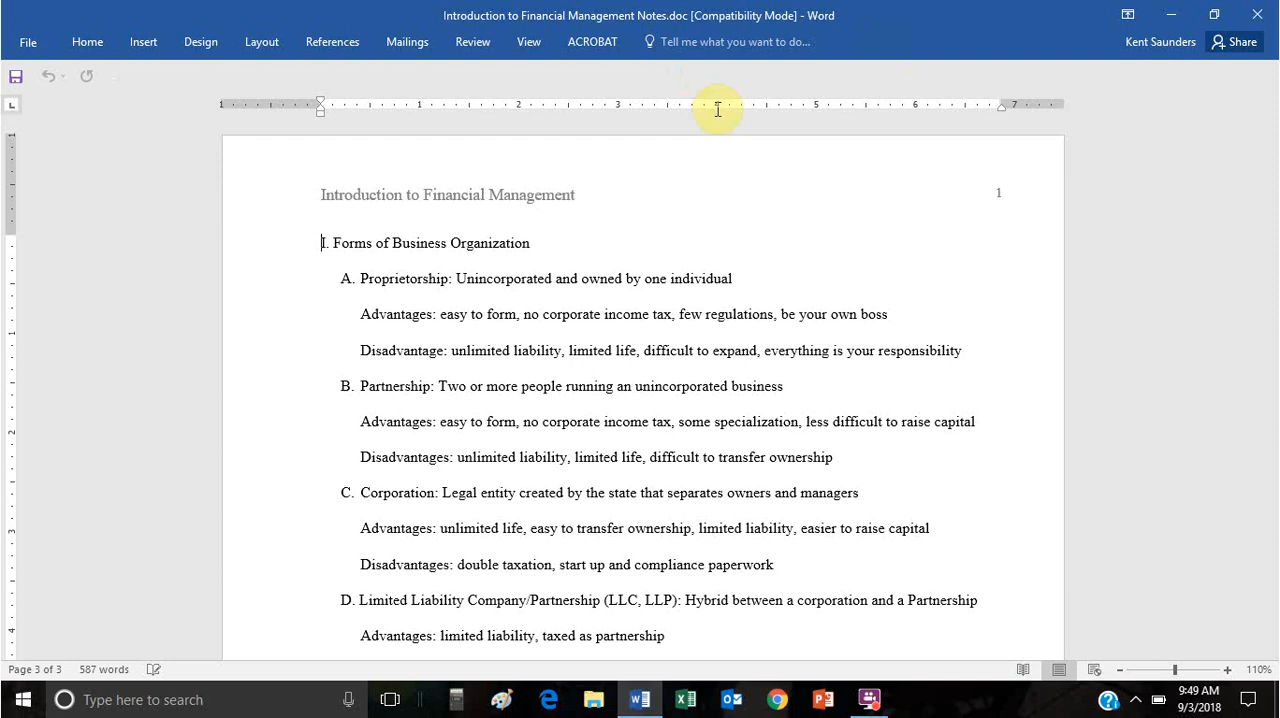 Introduction to Financial Management Notes.doc [Compatibility Mode] - Word
File Home Insert Design Layout References Mailings Review View ACROBAT Tell me what you want to do... Kent Saunders Share
1 1 2 3 5 6 7
Introduction to Financial Management 1
I. Forms of Business Organization
A. Proprietorship: Unincorporated and owned by one individual
Advantages: easy to form, no corporate income tax, few regulations, be your own boss
Disadvantage: unlimited liability, limited life, difficult to expand, everything is your responsibility
B. Partnership: Two or more people running an unincorporated business
Advantages: easy to form, no corporate income tax, some specialization, less difficult to raise capital
Disadvantages: unlimited liability, limited life, difficult to transfer ownership
C. Corporation: Legal entity created by the state that separates owners and managers
Advantages: unlimited life, easy to transfer ownership, limited liability, easier to raise capital
Disadvantages: double taxation, start up and compliance paperwork
D. Limited Liability Company/Partnership (LLC, LLP): Hybrid between a corporation and a Partnership
Advantages: limited liability, taxed as partnership
Page 3 of 3 587 words 110%
Type here to search 9:49 AM
9/3/2018